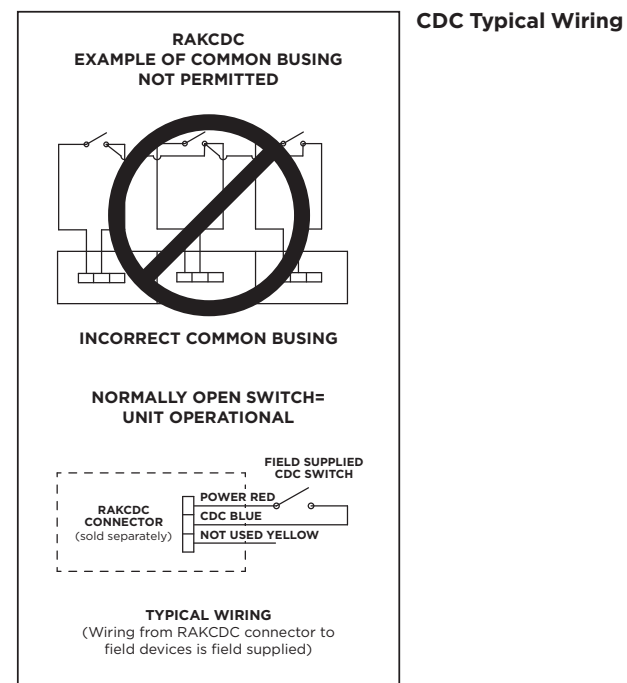 CDC Typical Wiring
RAKCDC
EXAMPLE OF COMMON BUSING
NOT PERMITTED
INCORRECT COMMON BUSING
NORMALLY OPEN SWITCH=
UNIT OPERATIONAL
FIELD SUPPLIED
CDC SWITCH
RAKCDC
CONNECTOR
(sold separately)
POWER RED
CDC BLUE
NOT USED YELLOW
TYPICAL WIRING
(Wiring from RAKCDC connector to
field devices is field supplied)